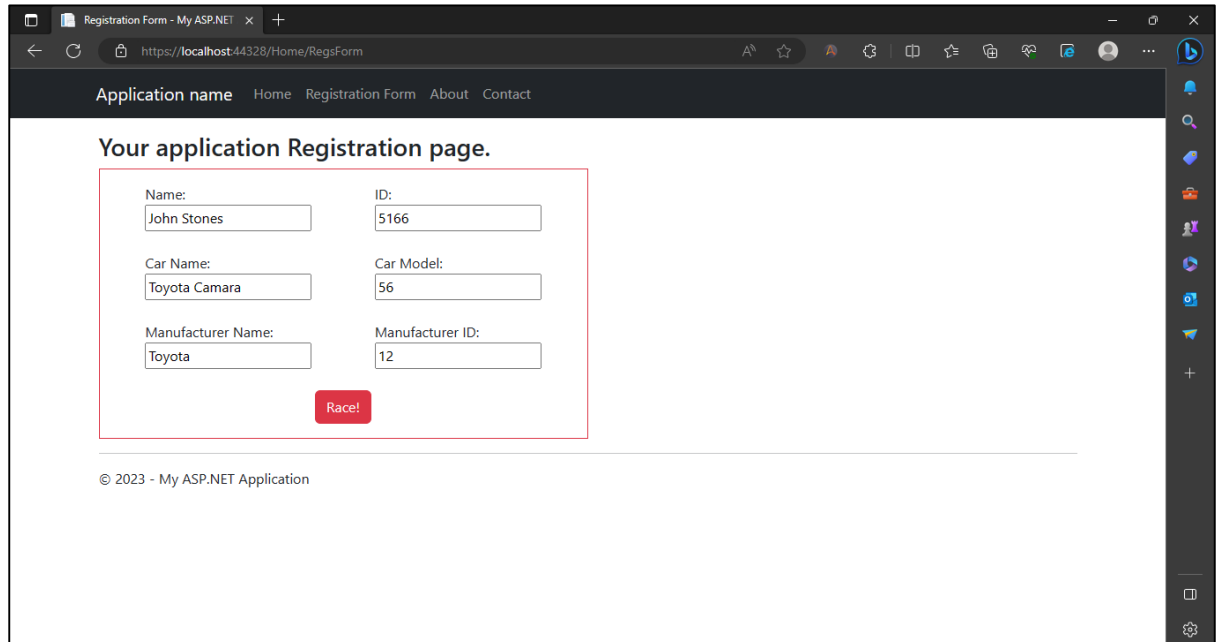 Registration Form - My ASP.NET
https://localhost:44328/Home/RegsForm
Application name Home Registration Form About Contact
Your application Registration page.
Name: ID:
John Stones 5166
Car Name: Car Model:
Toyota Camara 56
Manufacturer Name: Manufacturer ID:
Toyota 12
Race!
© 2023 - My ASP.NET Application